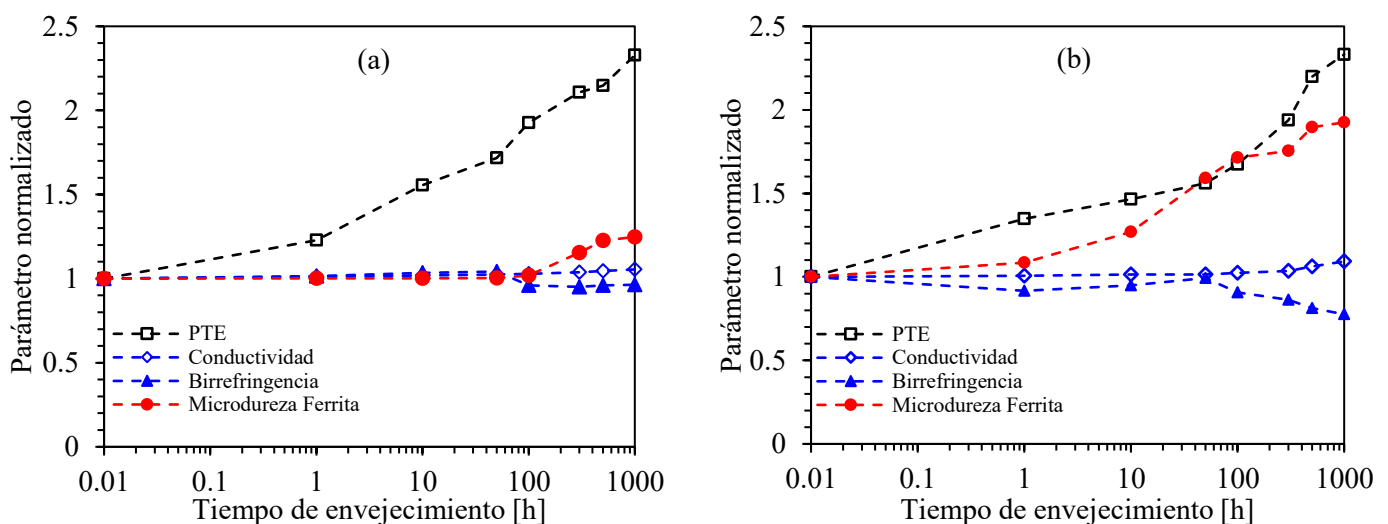 (a)
Parámetro normalizado
2.5
2
1.5
1
0.5
0
PTE
Conductividad
Birrefringencia
Microdureza Ferrita
0.01
0.1
1
10
100
1000
Tiempo de envejecimiento [h]
(b)
Parámetro normalizado
2.5
2
1.5
1
0.5
0
PTE
Conductividad
Birrefringencia
Microdureza Ferrita
0.01
0.1
1
10
100
1000
Tiempo de envejecimiento [h]